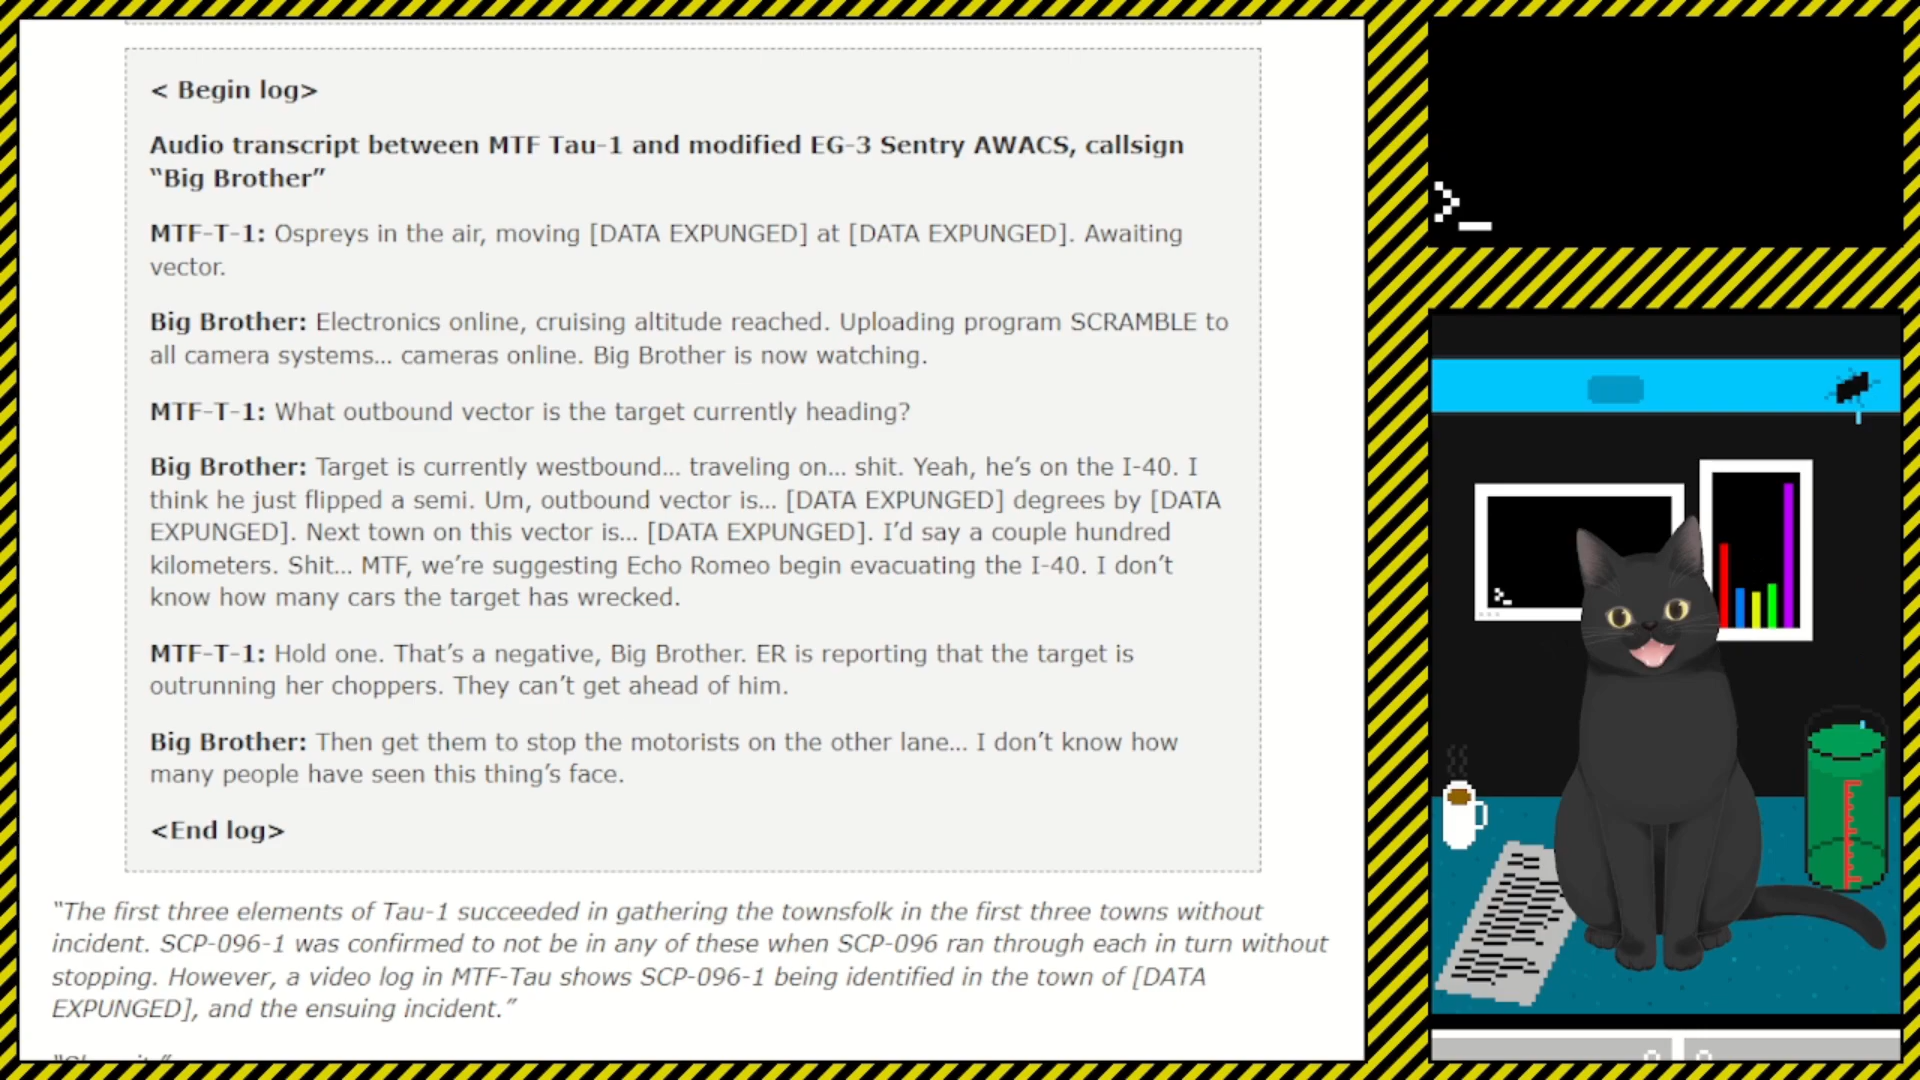 < Begin log>
Audio transcript between MTF Tau-1 and modified EG-3 Sentry AWACS, callsign
“Big Brother”
MTF-T-1: Ospreys in the air, moving [DATA EXPUNGED] at [DATA EXPUNGED]. Awaiting
vector.
Big Brother: Electronics online, cruising altitude reached. Uploading program SCRAMBLE to
all camera systems… cameras online. Big Brother is now watching.
MTF-T-1: What outbound vector is the target currently heading?
Big Brother: Target is currently westbound… traveling on… shit. Yeah, he’s on the I-40. I
think he just flipped a semi. Um, outbound vector is… [DATA EXPUNGED] degrees by [DATA
EXPUNGED]. Next town on this vector is… [DATA EXPUNGED]. I’d say a couple hundred
kilometers. Shit… MTF, we’re suggesting Echo Romeo begin evacuating the I-40. I don’t
know how many cars the target has wrecked.
MTF-T-1: Hold one. That’s a negative, Big Brother. ER is reporting that the target is
outrunning her choppers. They can’t get ahead of him.
Big Brother: Then get them to stop the motorists on the other lane… I don’t know how
many people have seen this thing’s face.
<End log>
“The first three elements of Tau-1 succeeded in gathering the townsfolk in the first three towns without
incident. SCP-096-1 was confirmed to not be in any of these when SCP-096 ran through each in turn without
stopping. However, a video log in MTF-Tau shows SCP-096-1 being identified in the town of [DATA
EXPUNGED], and the ensuing incident.”
>_
>_